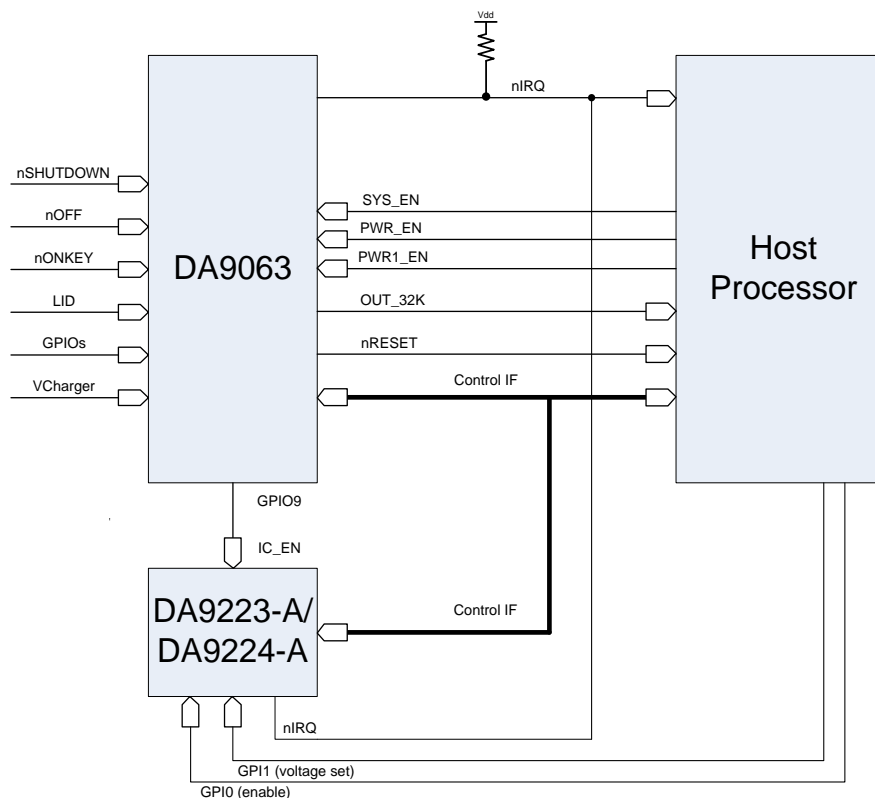 Vdd
nIRQ
nSHUTDOWN
nOFF
nONKEY
LID
GPIOs
VCharger
DA9063
SYS_EN
PWR_EN
PWR1_EN
OUT_32K
nRESET
Control IF
Host
Processor
GPIO9
IC_EN
DA9223-A/
DA9224-A
Control IF
nIRQ
GPI1 (voltage set)
GPI0 (enable)